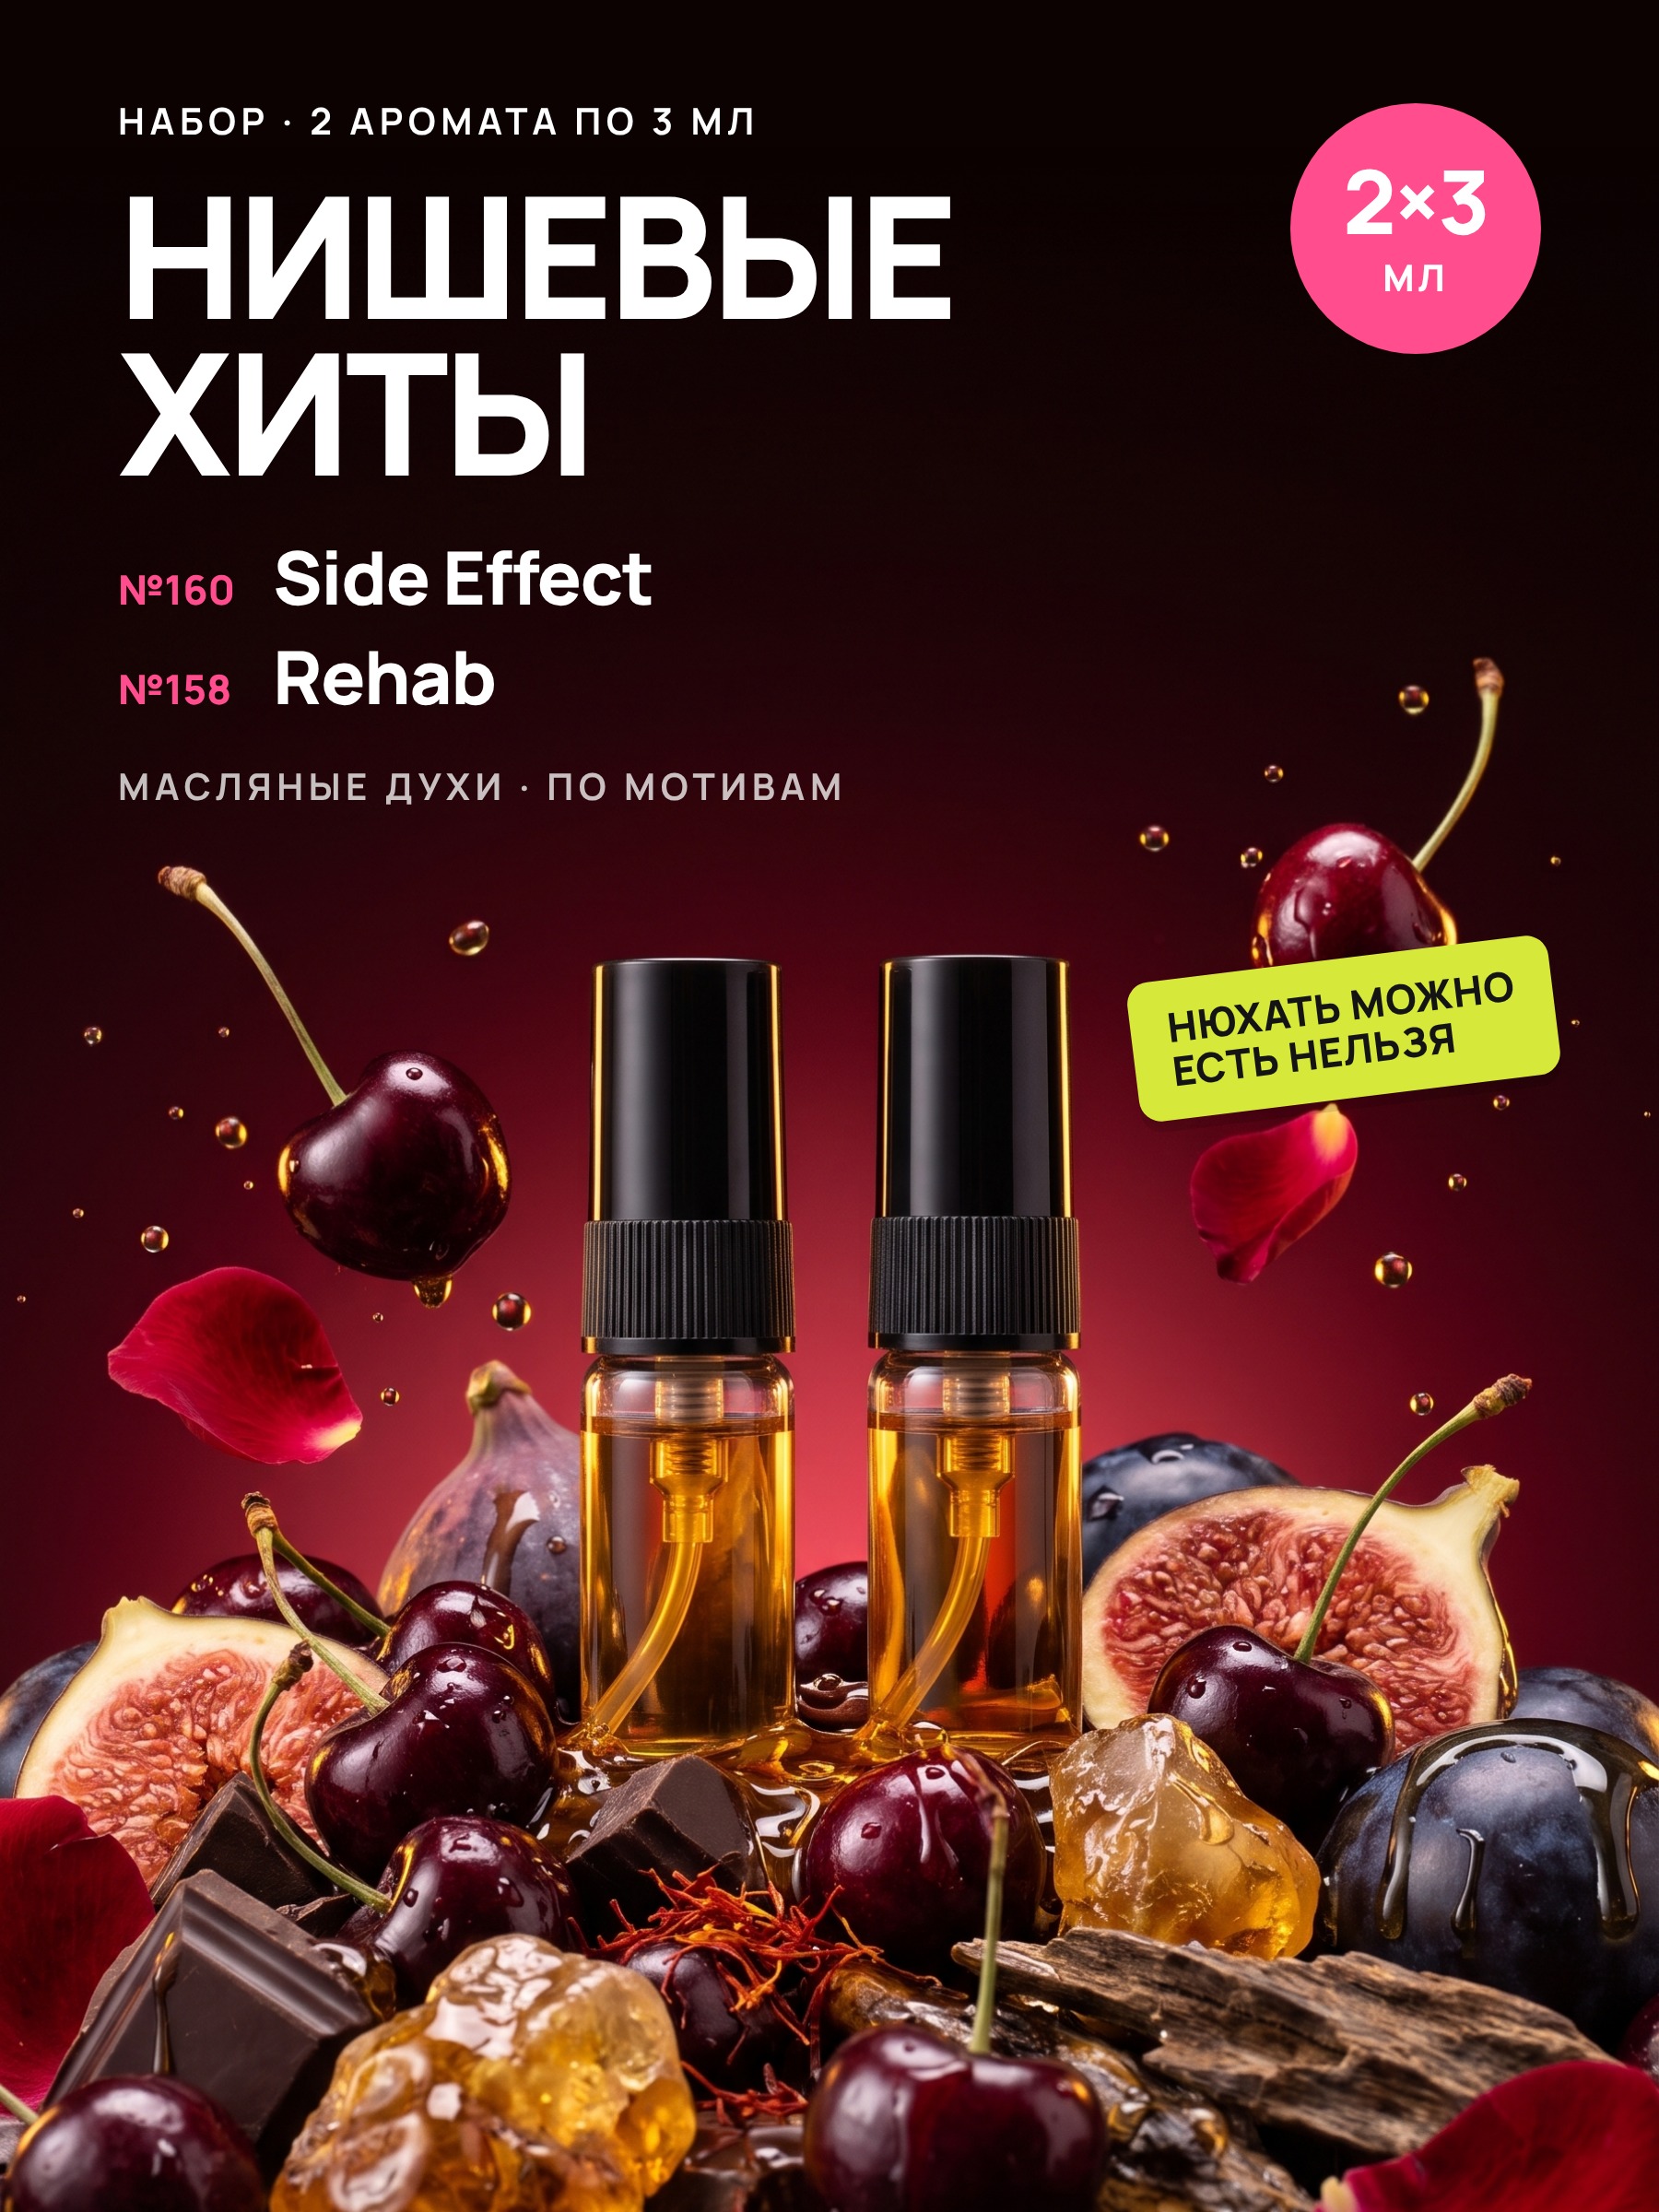 НАБОР · 2 АРОМАТА ПО 3 МЛ
НИШЕВЫЕ
ХИТЫ
№160 Side Effect
№158 Rehab
МАСЛЯНЫЕ ДУХИ · ПО МОТИВАМ
2×3
МЛ
НЮХАТЬ МОЖНО
ЕСТЬ НЕЛЬЗЯ